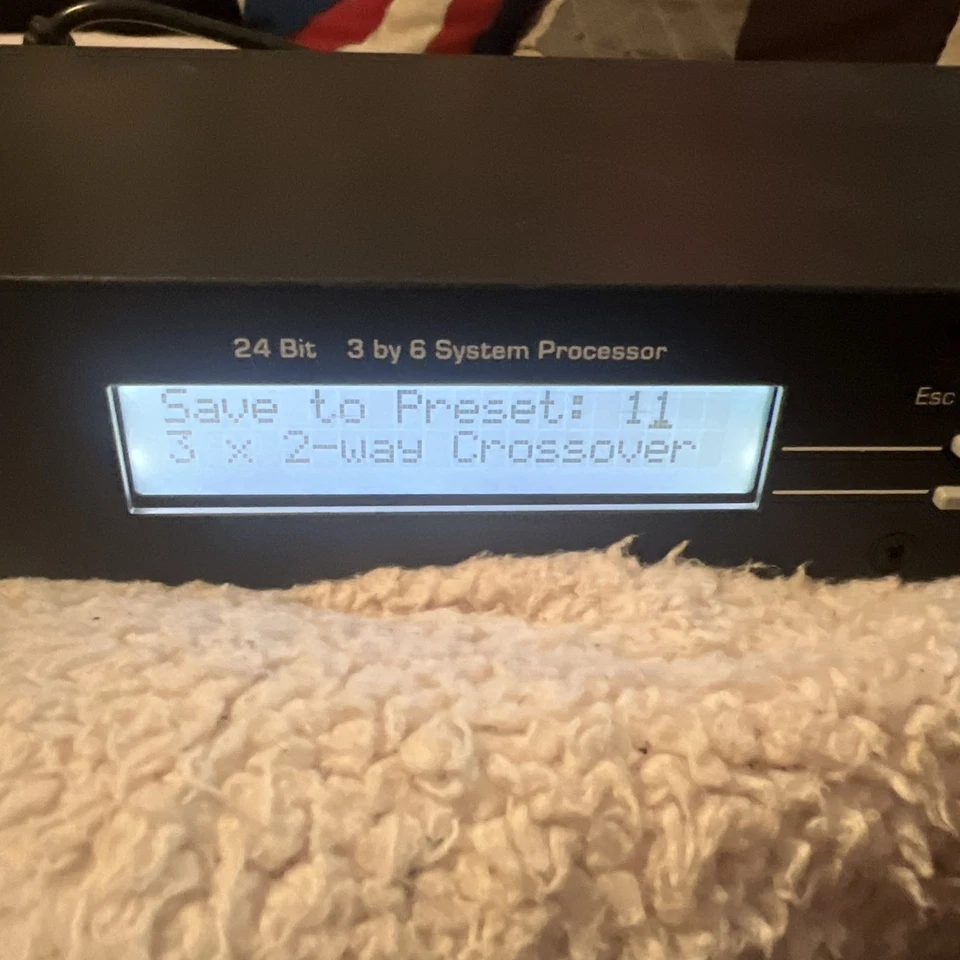 24 Bit 3 by 6 System Processor
Save to Preset: 11
3 x 2-way Crossover
Esc